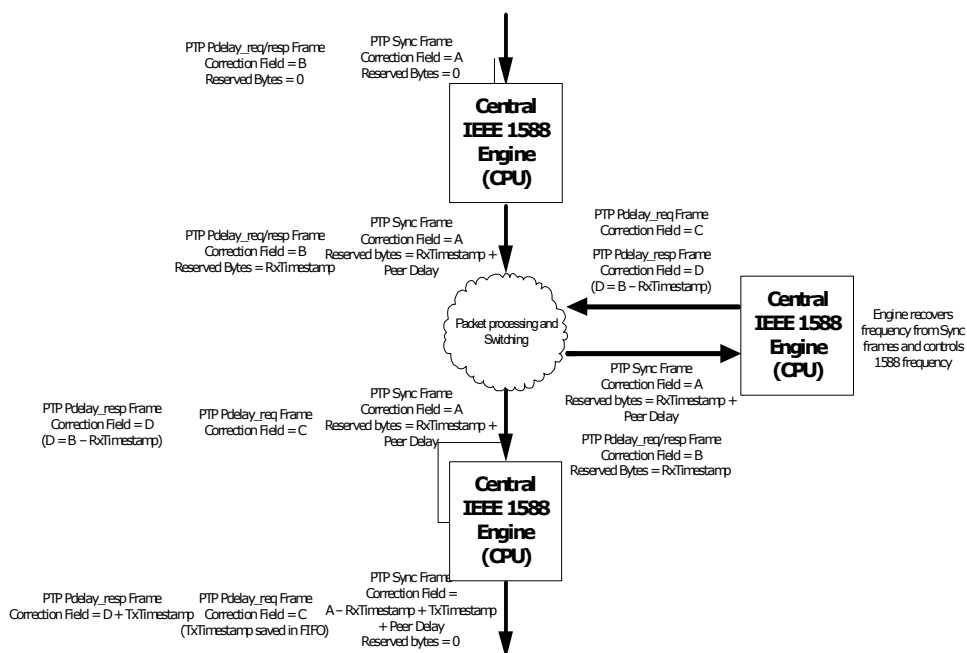 PTP Pdelay_req/resp Frame
Correction Field = B
Reserved Bytes = 0
PTP Sync Frame
Correction Field = A
Reserved Bytes = 0
Central
IEEE 1588
Engine
(CPU)
PTP Pdelay_req/resp Frame
Correction Field = B
Reserved Bytes = RxTimestamp
PTP Sync Frame
Correction Field = A
Reserved bytes = RxTimestamp +
Peer Delay
PTP Pdelay_req Frame
Correction Field = C
PTP Pdelay_resp Frame
Correction Field = D
(D = B – RxTimestamp)
Packet processing and
Switching
Central
IEEE 1588
Engine
(CPU)
Engine recovers
frequency from Sync
frames and controls
1588 frequency
PTP Sync Frame
Correction Field = A
Reserved bytes = RxTimestamp +
Peer Delay
PTP Pdelay_req/resp Frame
Correction Field = B
Reserved Bytes = RxTimestamp
PTP Pdelay_resp Frame
Correction Field = D
(D = B – RxTimestamp)
PTP Pdelay_req Frame
Correction Field = C
PTP Sync Frame
Correction Field = A
Reserved bytes = RxTimestamp +
Peer Delay
Central
IEEE 1588
Engine
(CPU)
PTP Pdelay_resp Frame
Correction Field = D + TxTimestamp
PTP Pdelay_req Frame
Correction Field = C
(TxTimestamp saved in FIFO)
PTP Sync Frame
Correction Field =
A – RxTimestamp + TxTimestamp
+ Peer Delay
Reserved bytes = 0